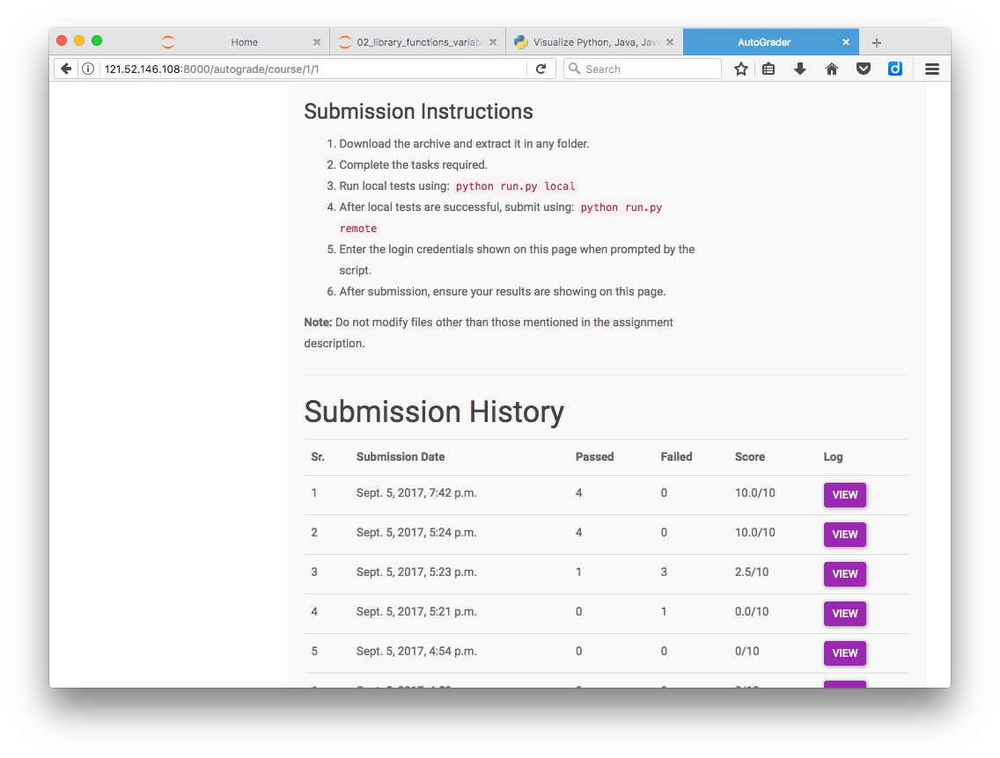 Home
02_library_functions_variab
Visualize Python, Java, Java
AutoGrader
121.52.146.108:8000/autograde/course/1/1
Search
Submission Instructions
1. Download the archive and extract it in any folder.
2. Complete the tasks required.
3. Run local tests using: python run.py local
4. After local tests are successful, submit using: python run.py
remote
5. Enter the login credentials shown on this page when prompted by the
script.
6. After submission, ensure your results are showing on this page.
Note: Do not modify files other than those mentioned in the assignment
description.
Submission History
Sr. Submission Date Passed Failed Score Log
1 Sept. 5, 2017, 7:42 p.m. 4 0 10.0/10 VIEW
2 Sept. 5, 2017, 5:24 p.m. 4 0 10.0/10 VIEW
3 Sept. 5, 2017, 5:23 p.m. 1 3 2.5/10 VIEW
4 Sept. 5, 2017, 5:21 p.m. 0 1 0.0/10 VIEW
5 Sept. 5, 2017, 4:54 p.m. 0 0 0/10 VIEW